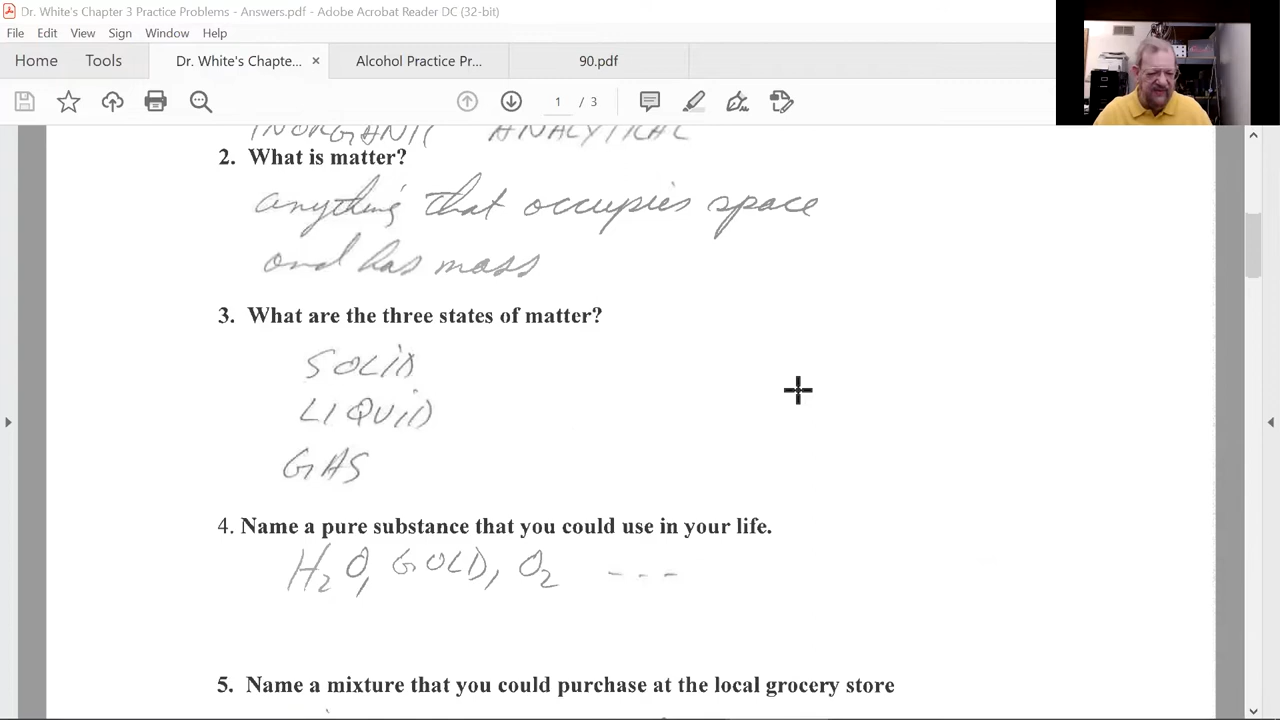 Dr. White's Chapter 3 Practice Problems - Answers.pdf - Adobe Acrobat Reader DC (32-bit)
File Edit View Sign Window Help
Home Tools Dr. White's Chapte... × Alcohol Practice Pr... 90.pdf
1 / 3
INORGANIC ANALYTICAL
2. What is matter?
anything that occupies space
and has mass
3. What are the three states of matter?
SOLID
LIQUID
GAS
4. Name a pure substance that you could use in your life.
H₂O, GOLD, O₂ - - -
5. Name a mixture that you could purchase at the local grocery store